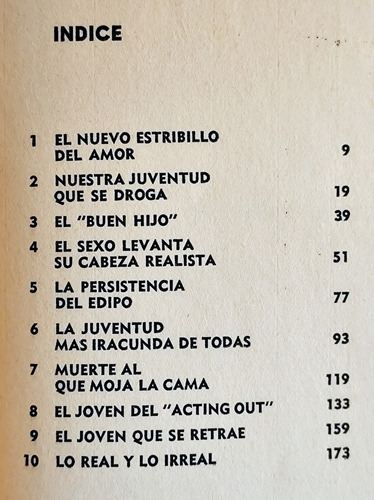 INDICE
1 EL NUEVO ESTRIBILLO
DEL AMOR 9
2 NUESTRA JUVENTUD
QUE SE DROGA 19
3 EL "BUEN HIJO" 39
4 EL SEXO LEVANTA
SU CABEZA REALISTA 51
5 LA PERSISTENCIA
DEL EDIPO 77
6 LA JUVENTUD
MAS IRACUNDA DE TODAS 93
7 MUERTE AL
QUE MOJA LA CAMA 119
8 EL JOVEN DEL "ACTING OUT" 133
9 EL JOVEN QUE SE RETRAE 159
10 LO REAL Y LO IRREAL 173